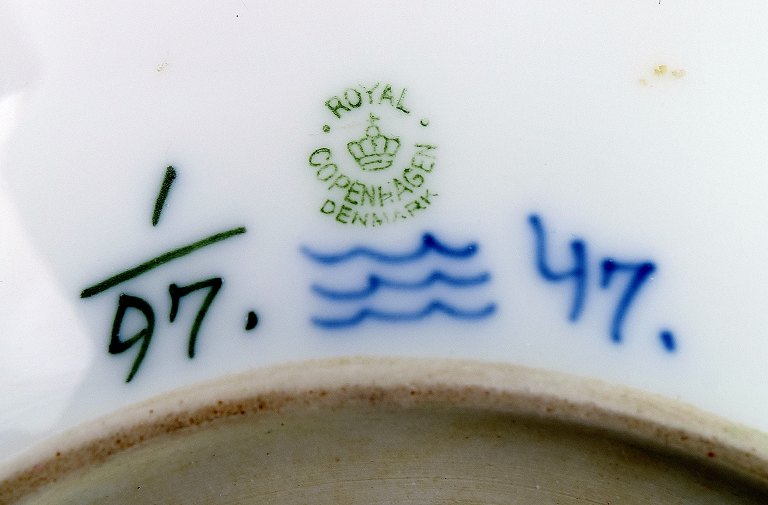 ROYAL
COPENHAGEN
DENMARK
1
97.
47.